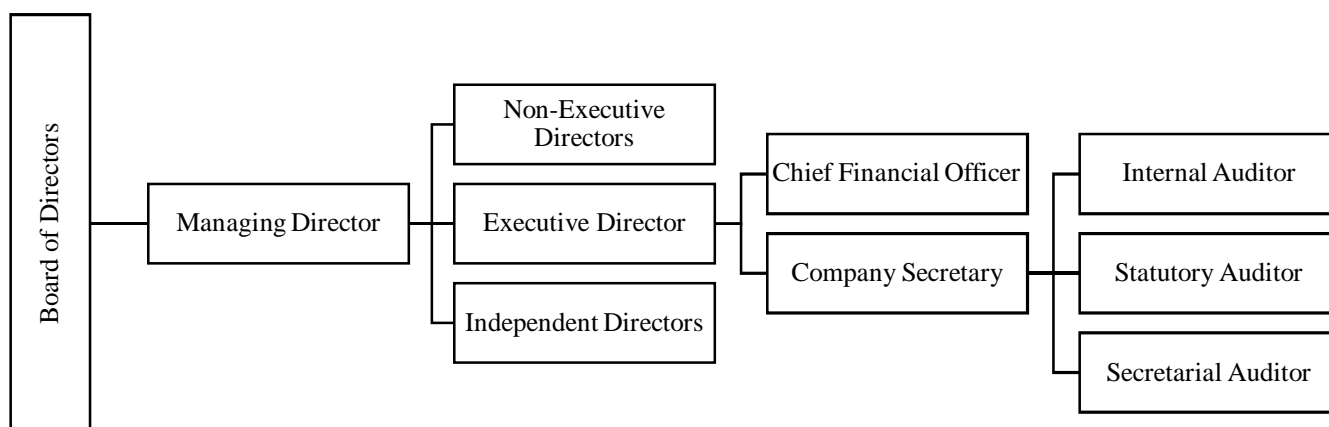 Board of Directors
Managing Director
Non-Executive
Directors
Executive Director
Independent Directors
Chief Financial Officer
Company Secretary
Internal Auditor
Statutory Auditor
Secretarial Auditor